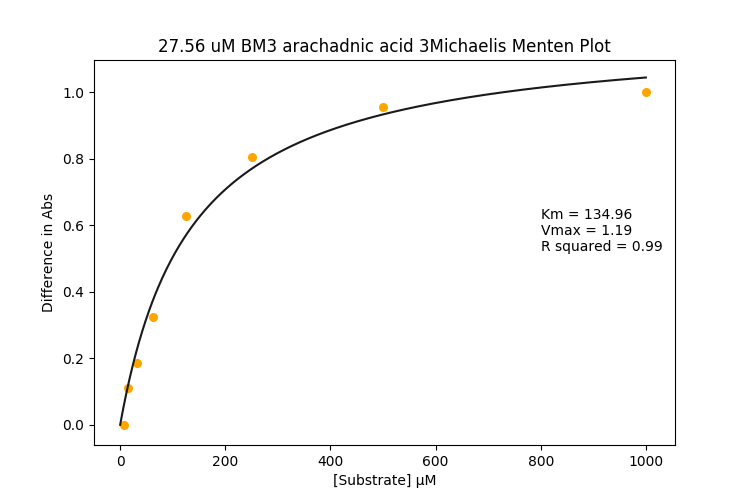 27.56 uM BM3 arachadnic acid 3Michaelis Menten Plot
1.0
0.8
0.6
0.4
0.2
0.0
Difference in Abs
Km = 134.96
Vmax = 1.19
R squared = 0.99
0 200 400 600 800 1000
[Substrate] µM